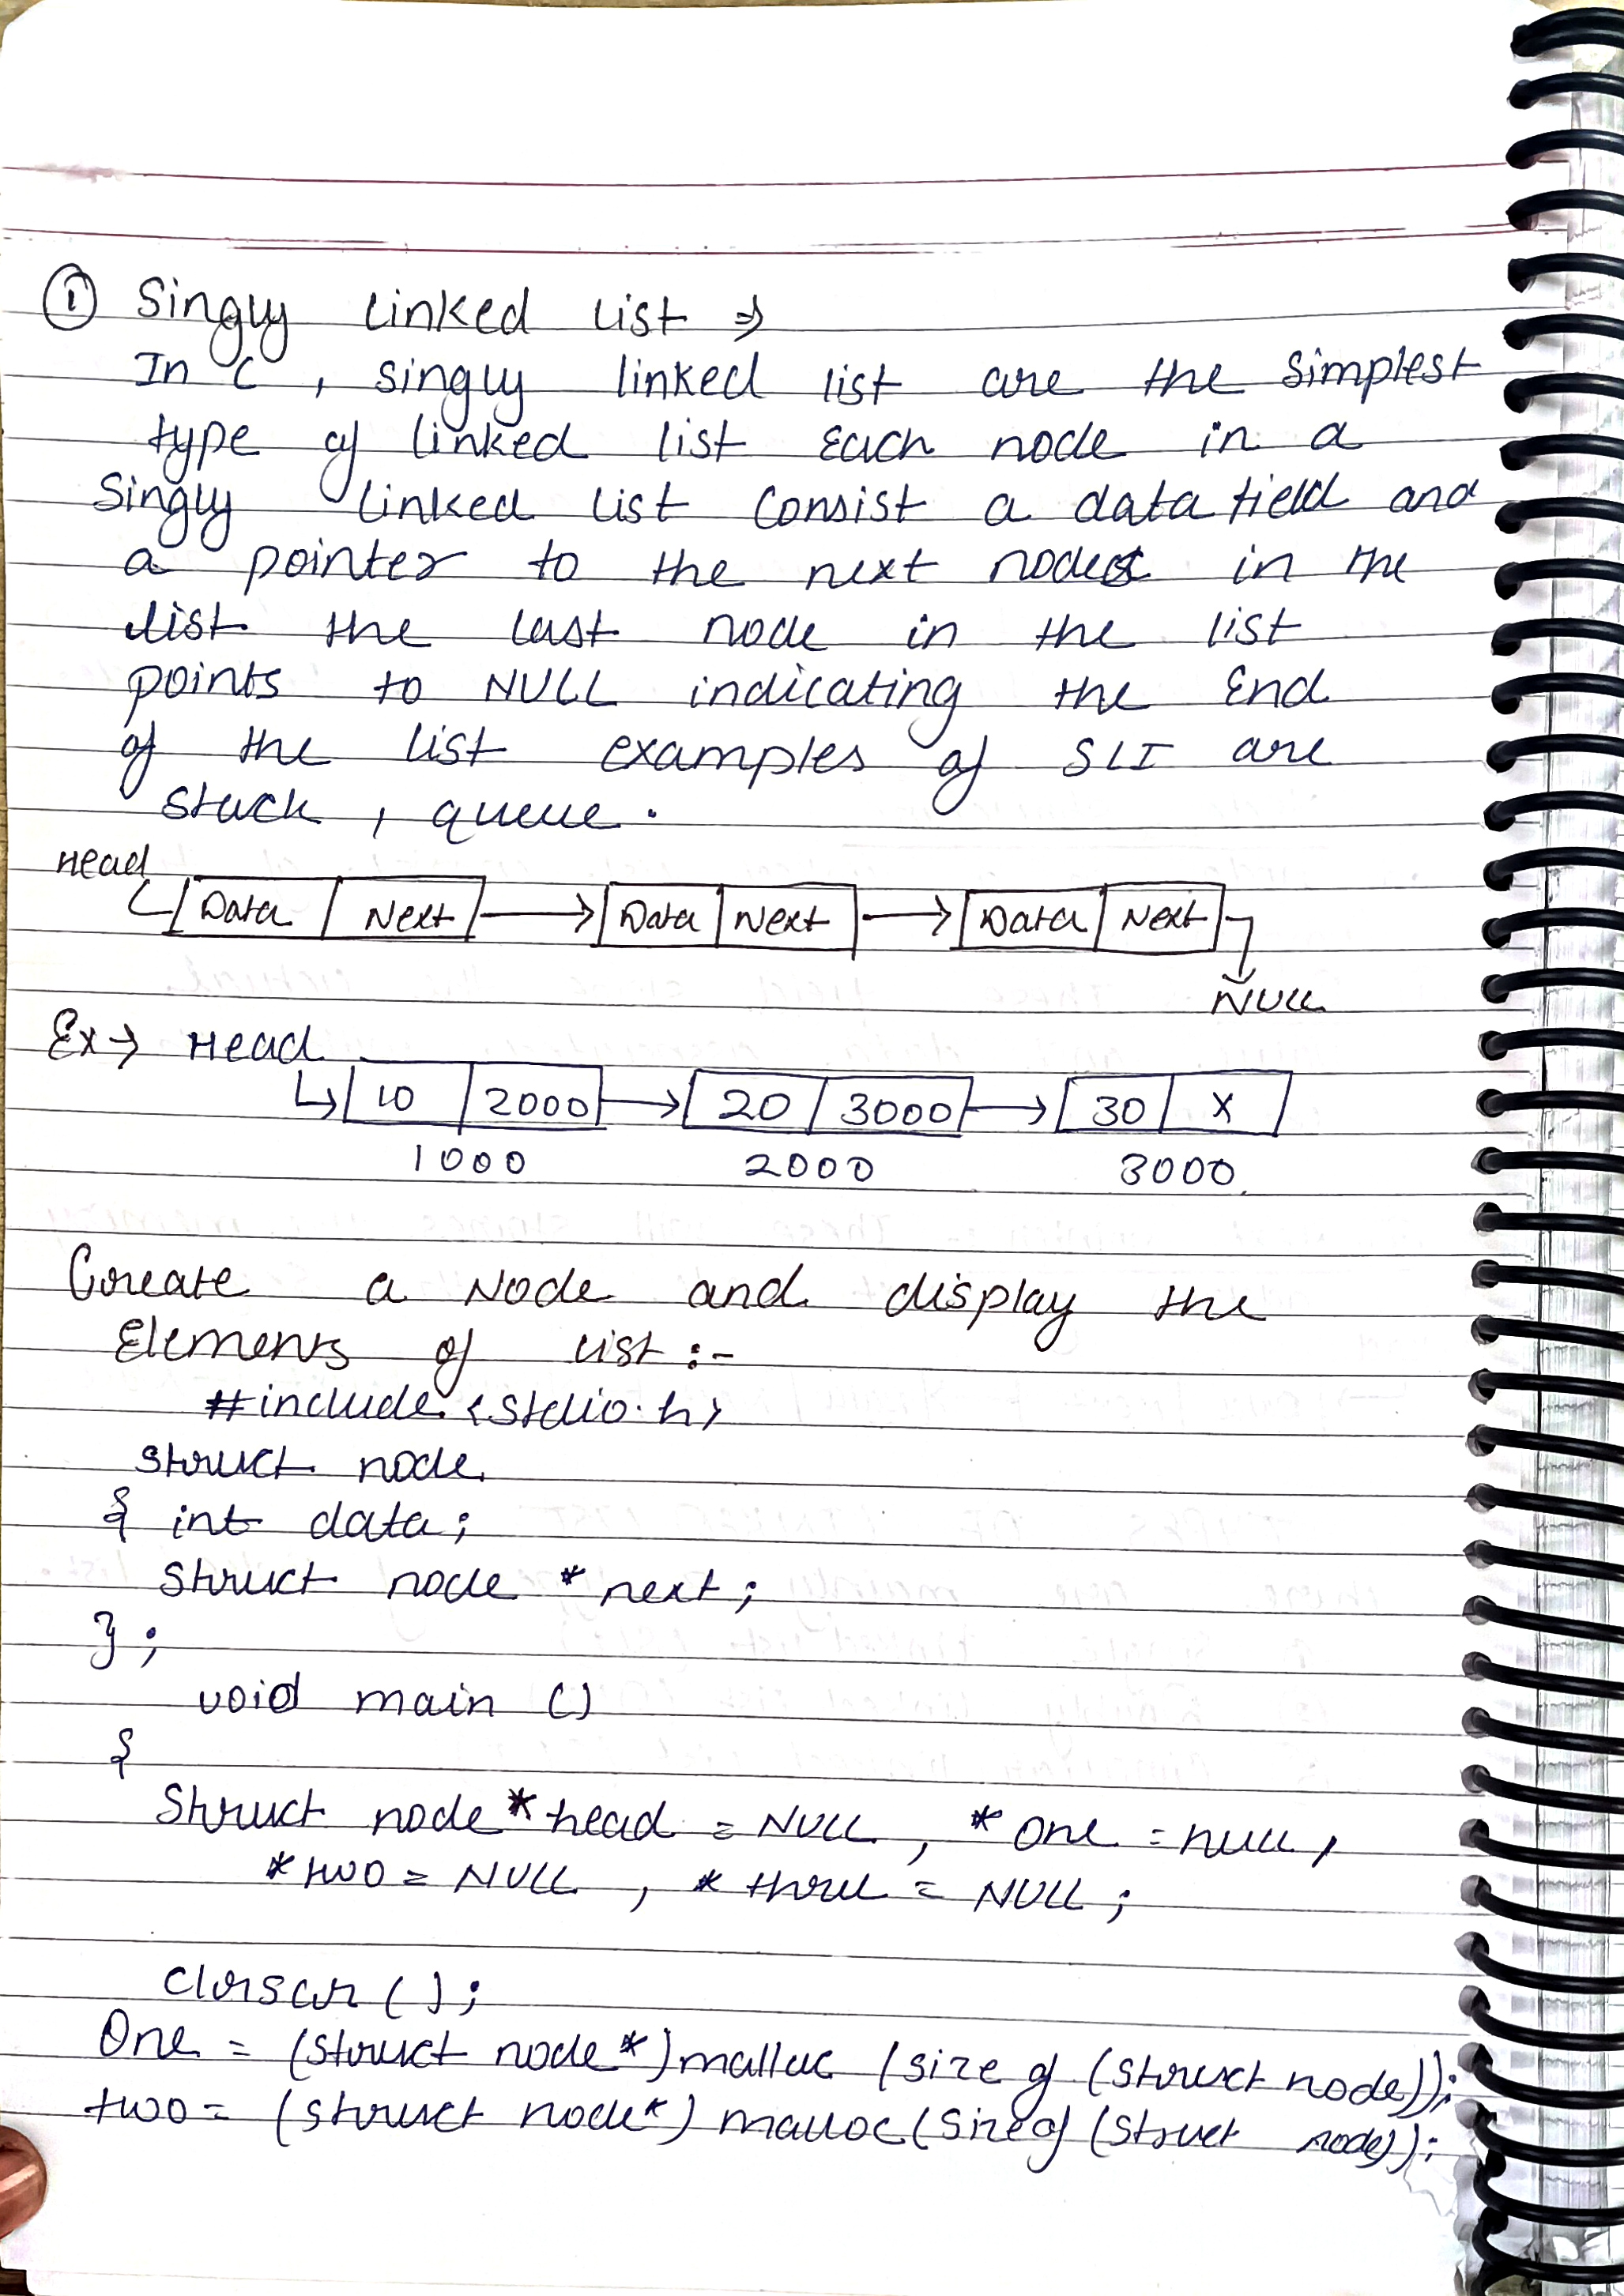 ① Singly linked list ⇒
In C , singly linked list are the simplest
type of linked list Each node in a
Singly linked list consist a data field and
a pointer to the next node in the
list the last node in the list
points to NULL indicating the End
of the list examples of SLI are
stack , queue .
Head
Data Next → Data Next → Data Next
NULL
Ex → Head
10 2000 → 20 3000 → 30 X
1000 2000 3000
Create a Node and display the
Elements of list :-
#include <stdio.h>
struct node
{ int data ;
struct node * next ;
} ;
void main ()
{
Struct node * head = NULL , * One = null ,
* two = NULL , * three = NULL ;
clrscr ( ) ;
One = (struct node*) malloc (size of (struct node));
two = (struct node*) malloc (Sizeof (Struct node));